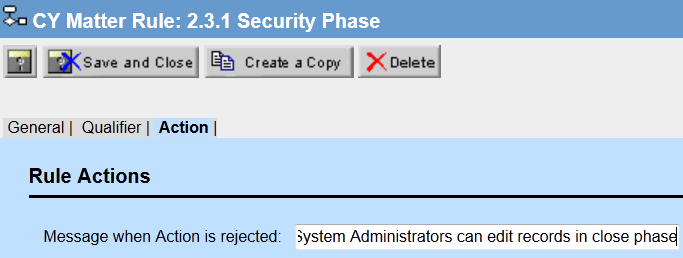 CY Matter Rule: 2.3.1 Security Phase
Save and Close Create a Copy Delete
General | Qualifier | Action |
Rule Actions
Message when Action is rejected: System Administrators can edit records in close phase